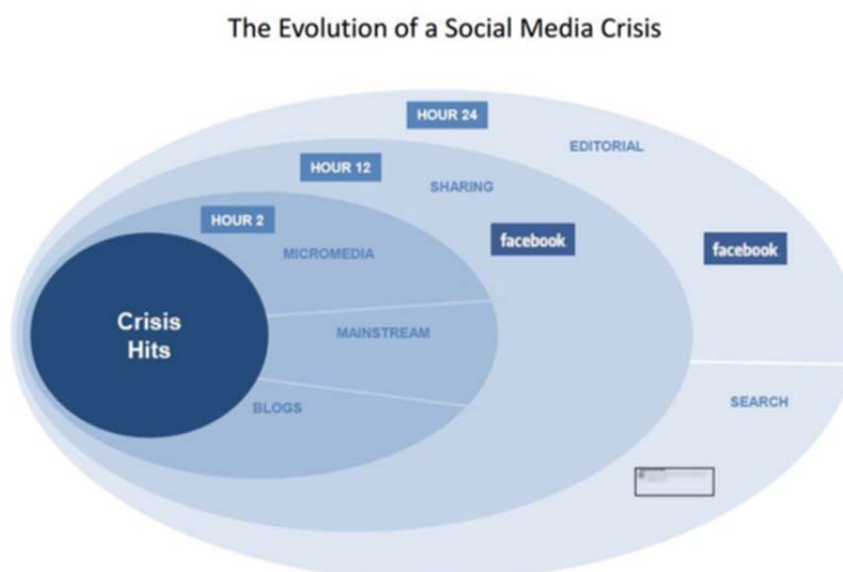 The Evolution of a Social Media Crisis
HOUR 24
EDITORIAL
HOUR 12
SHARING
HOUR 2
facebook
facebook
MICROMEDIA
Crisis
Hits
MAINSTREAM
BLOGS
SEARCH